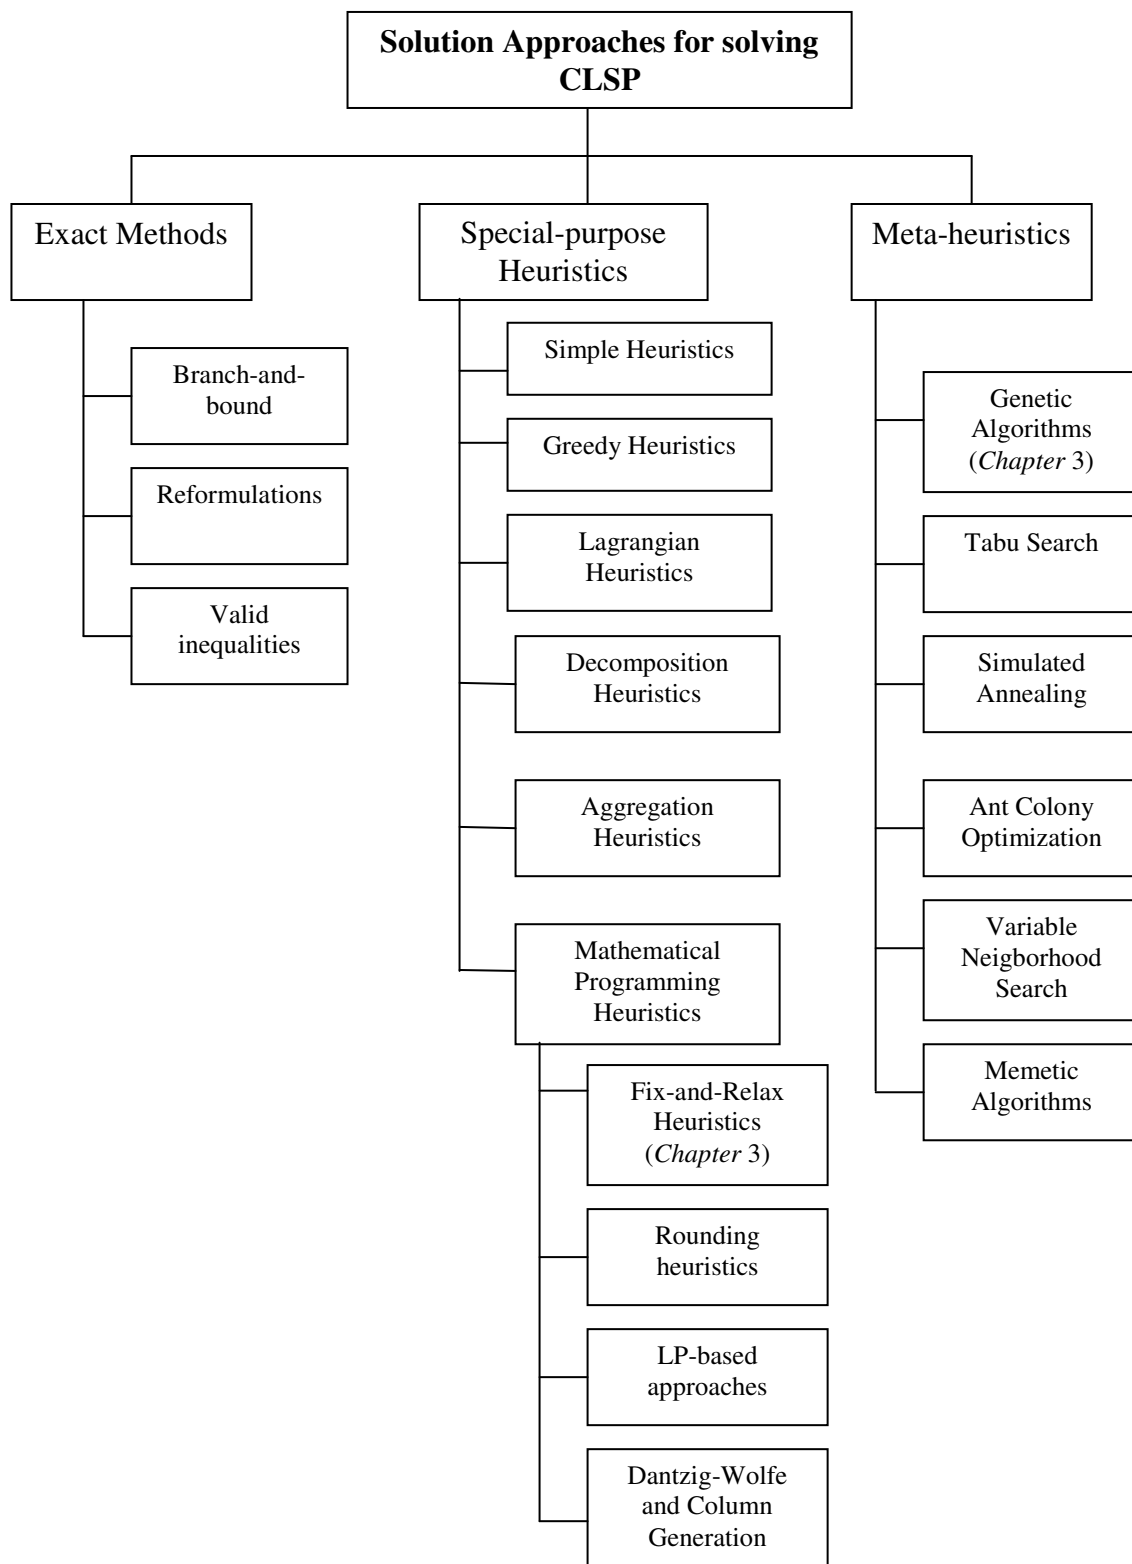 Solution Approaches for solving
CLSP
Exact Methods
Branch-and-
bound
Reformulations
Valid
inequalities
Special-purpose
Heuristics
Simple Heuristics
Greedy Heuristics
Lagrangian
Heuristics
Decomposition
Heuristics
Aggregation
Heuristics
Mathematical
Programming
Heuristics
Fix-and-Relax
Heuristics
(Chapter 3)
Rounding
heuristics
LP-based
approaches
Dantzig-Wolfe
and Column
Generation
Meta-heuristics
Genetic
Algorithms
(Chapter 3)
Tabu Search
Simulated
Annealing
Ant Colony
Optimization
Variable
Neigborhood
Search
Memetic
Algorithms